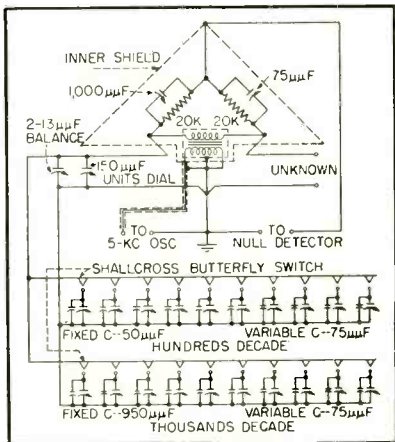 INNER SHIELD
1,000µµF
75µµF
2-13µµF
BALANCE
20K 20K
150µµF
UNITS DIAL
UNKNOWN
TO
5-KC OSC
TO
NULL DETECTOR
SHALLCROSS BUTTERFLY SWITCH
FIXED C--50µµF VARIABLE C--75µµF
HUNDREDS DECADE
FIXED C--950µµF VARIABLE C--75µµF
THOUSANDS DECADE